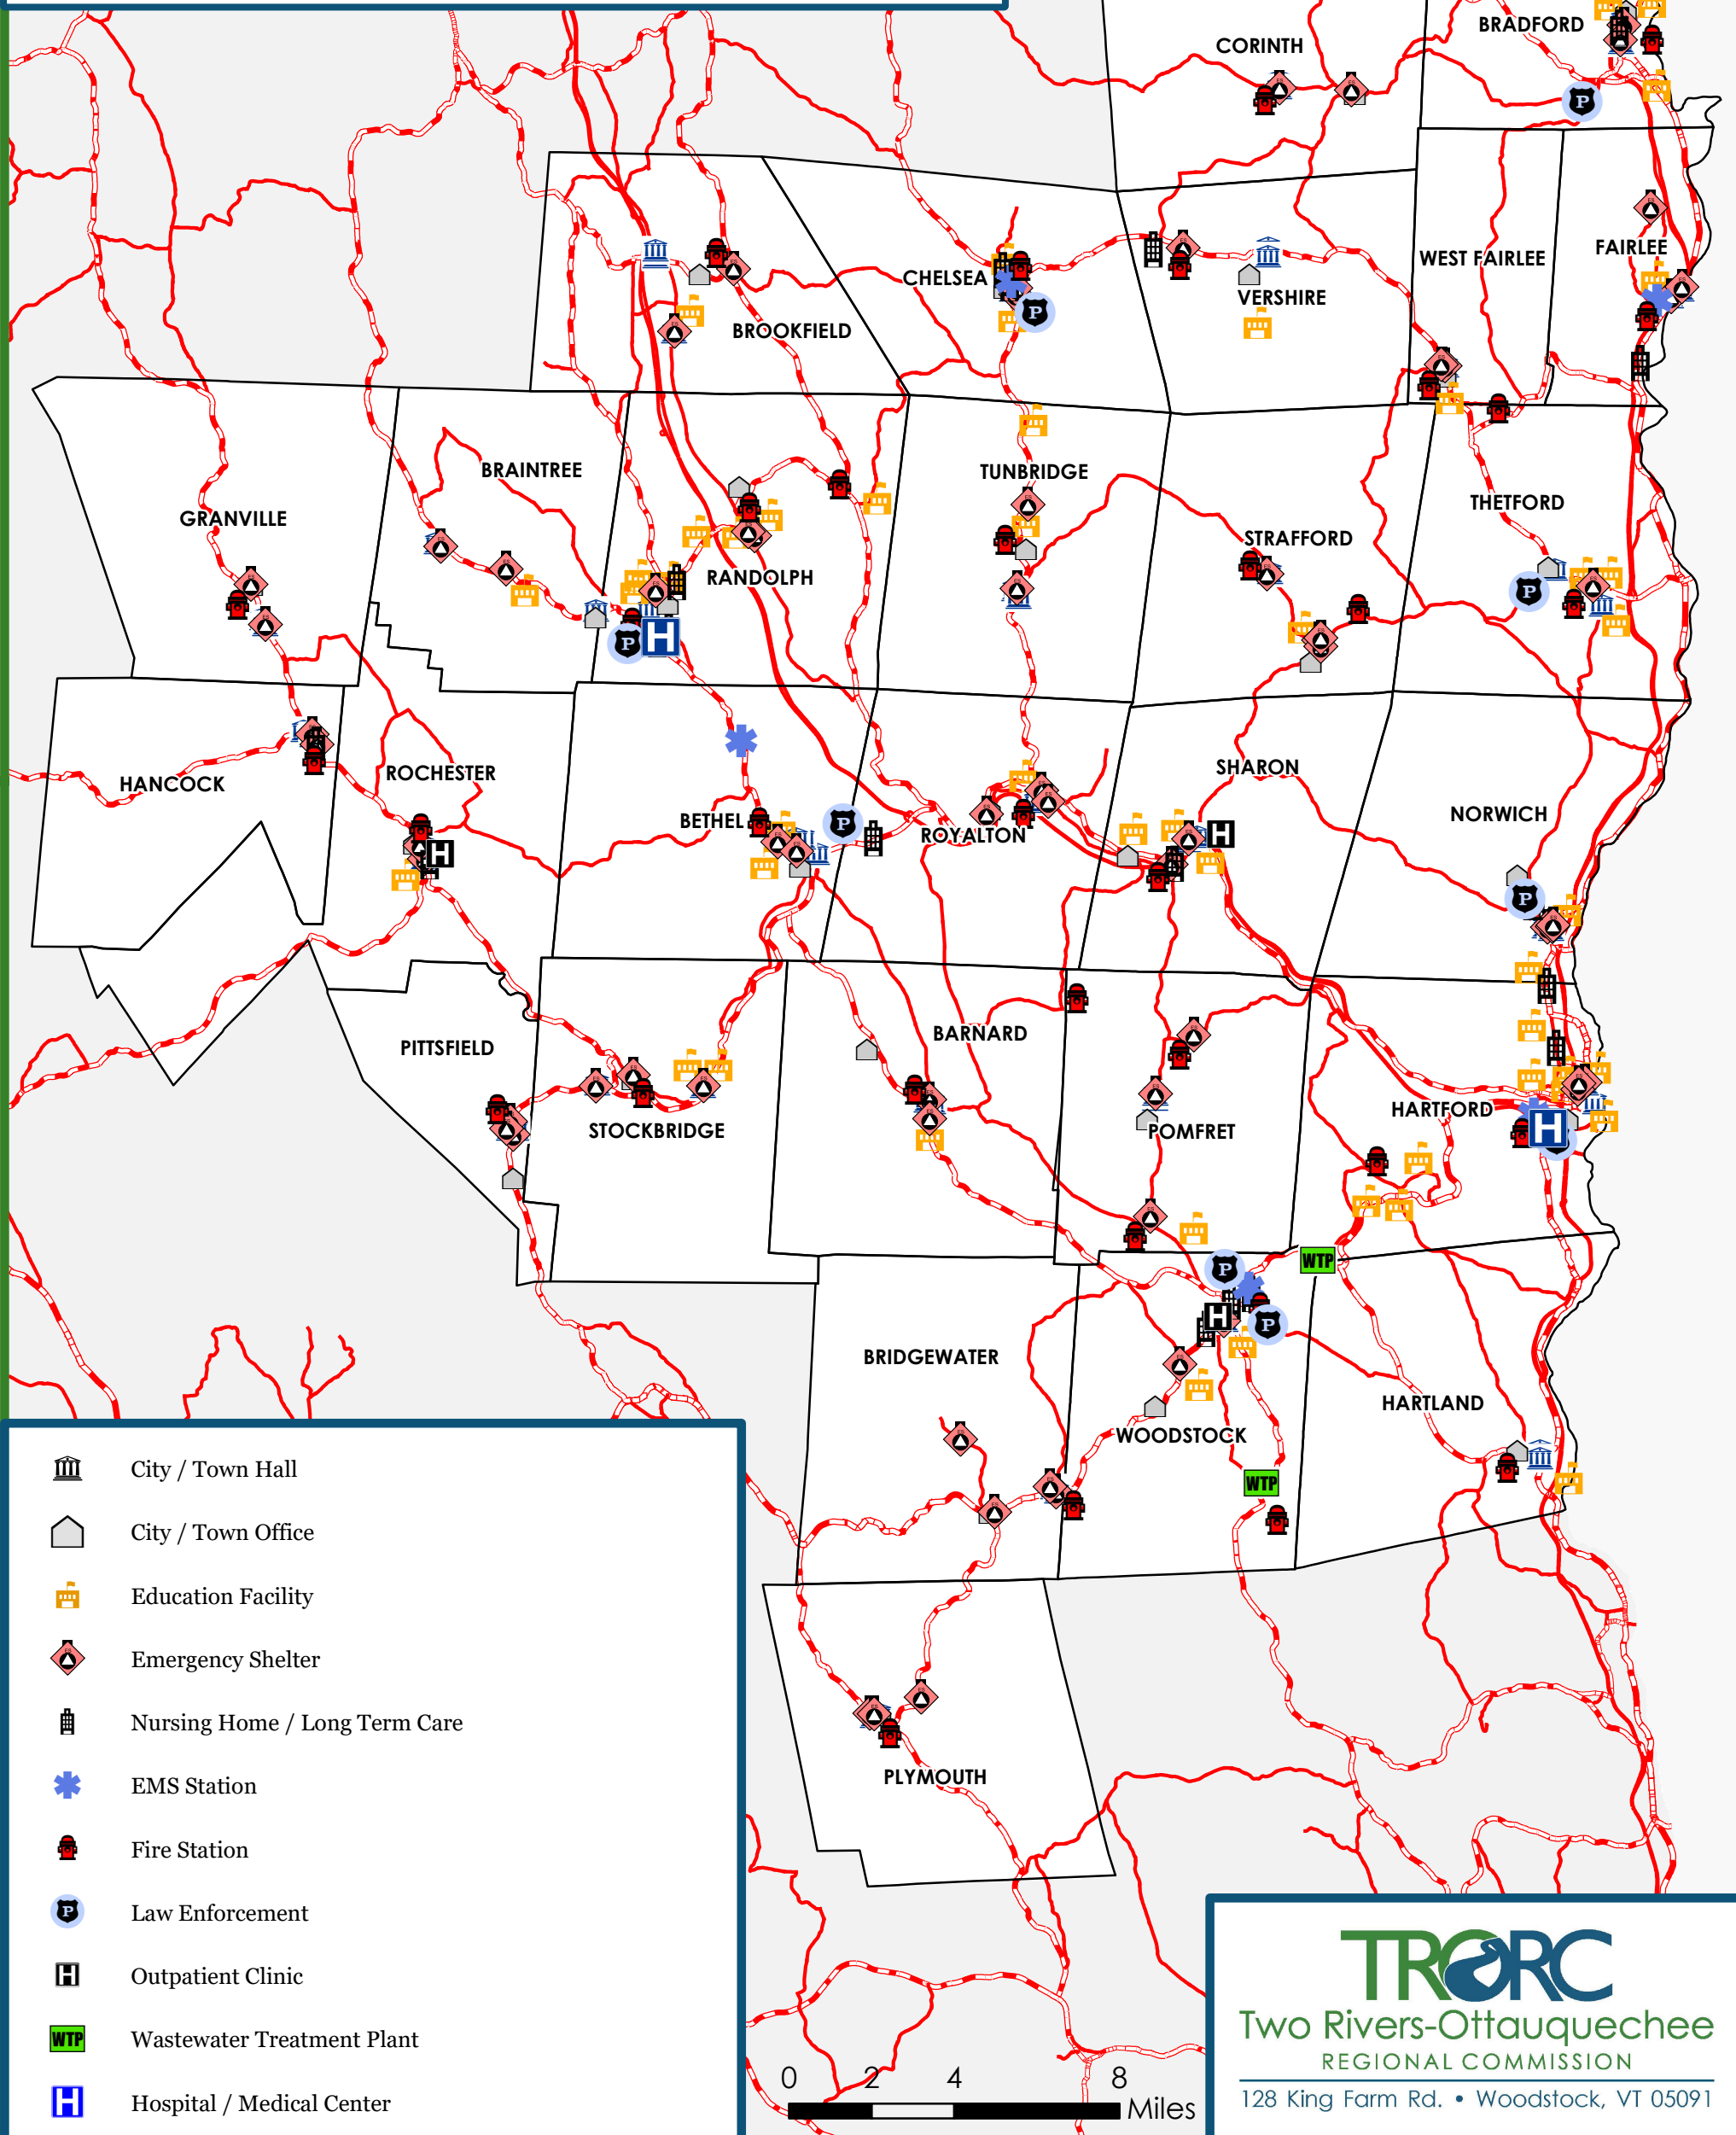 CORINTH
BRADFORD
WEST FAIRLEE
FAIRLEE
CHELSEA
VERSHIRE
BROOKFIELD
BRAINTREE
TUNBRIDGE
THETFORD
GRANVILLE
STRAFFORD
RANDOLPH
HANCOCK
ROCHESTER
SHARON
BETHEL
ROYALTON
NORWICH
PITTSFIELD
BARNARD
STOCKBRIDGE
POMFRET
HARTFORD
WTP
BRIDGEWATER
HARTLAND
WOODSTOCK
WTP
PLYMOUTH
City / Town Hall
City / Town Office
Education Facility
Emergency Shelter
Nursing Home / Long Term Care
EMS Station
Fire Station
P Law Enforcement
H Outpatient Clinic
WTP Wastewater Treatment Plant
H Hospital / Medical Center
0 2 4 8
Miles
TRORC
Two Rivers-Ottauquechee
REGIONAL COMMISSION
128 King Farm Rd. • Woodstock, VT 05091